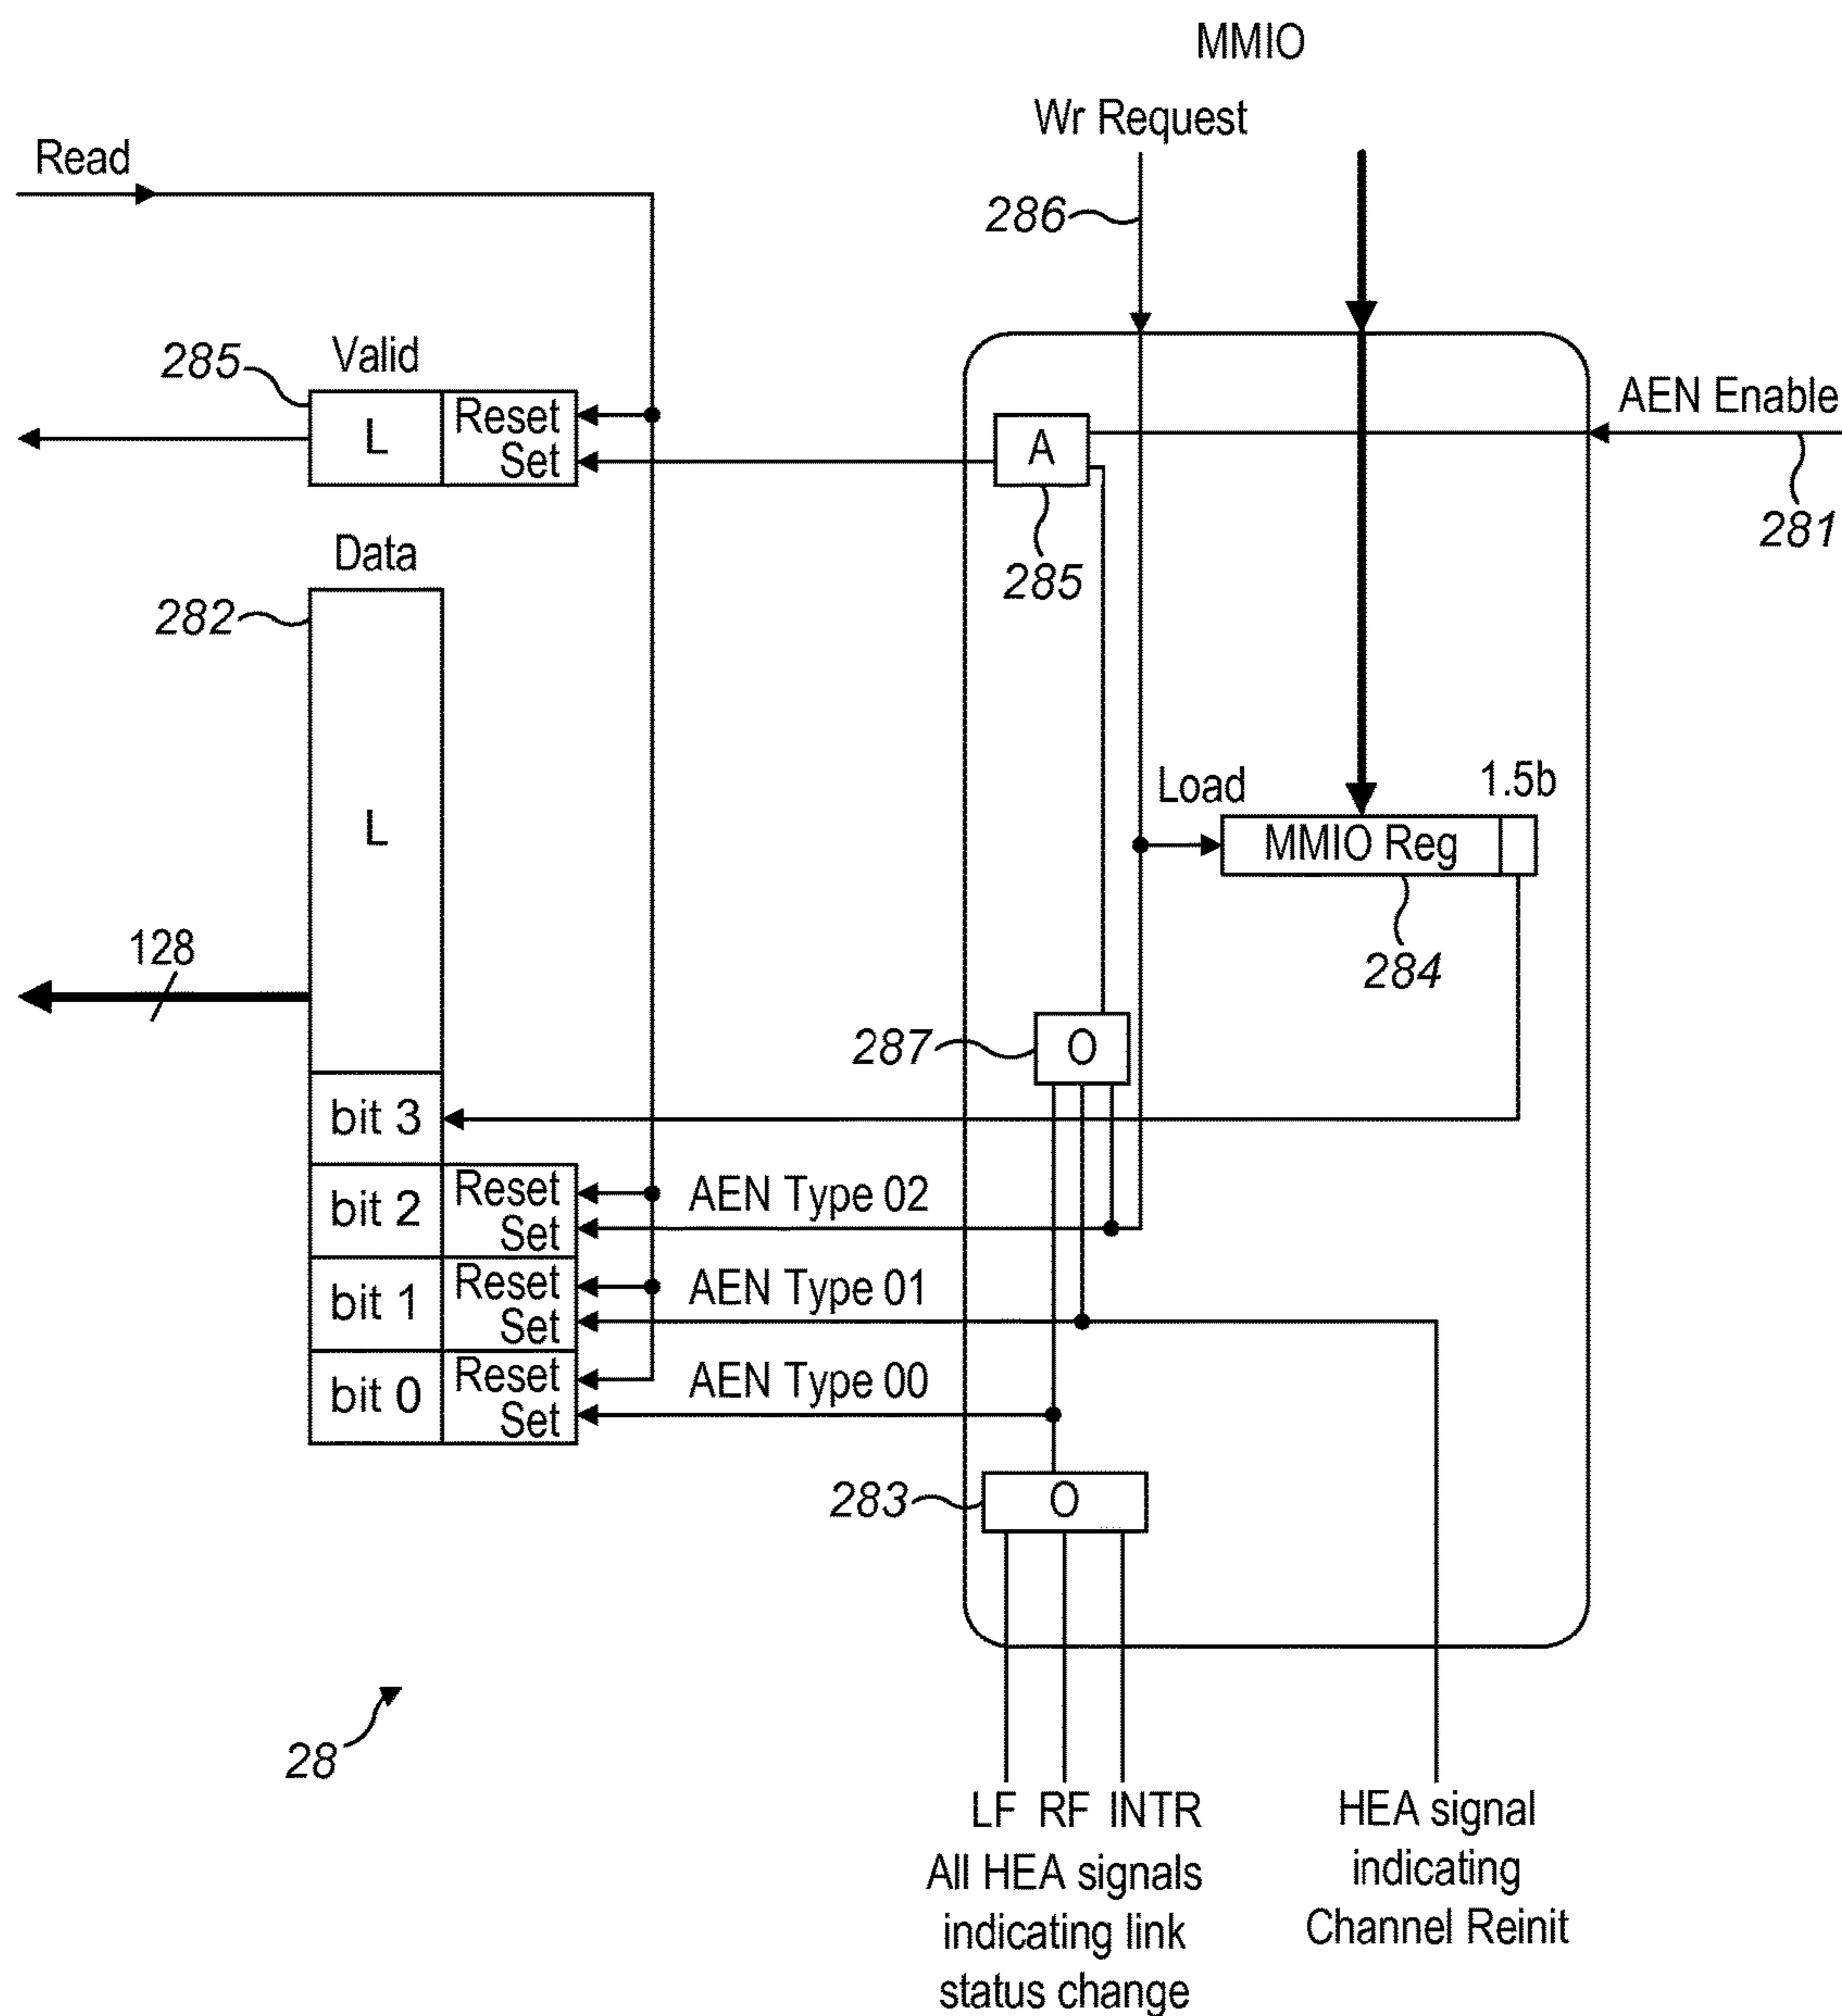 MMIO
Wr Request
Read
286
Valid
285
L
Reset
Set
AEN Enable
A
281
285
Data
282
L
Load
1.5b
MMIO Reg
284
128
287
O
bit 3
bit 2
Reset
Set
AEN Type 02
bit 1
Reset
Set
AEN Type 01
bit 0
Reset
Set
AEN Type 00
283
O
28
LF RF INTR
All HEA signals
indicating link
status change
HEA signal
indicating
Channel Reinit